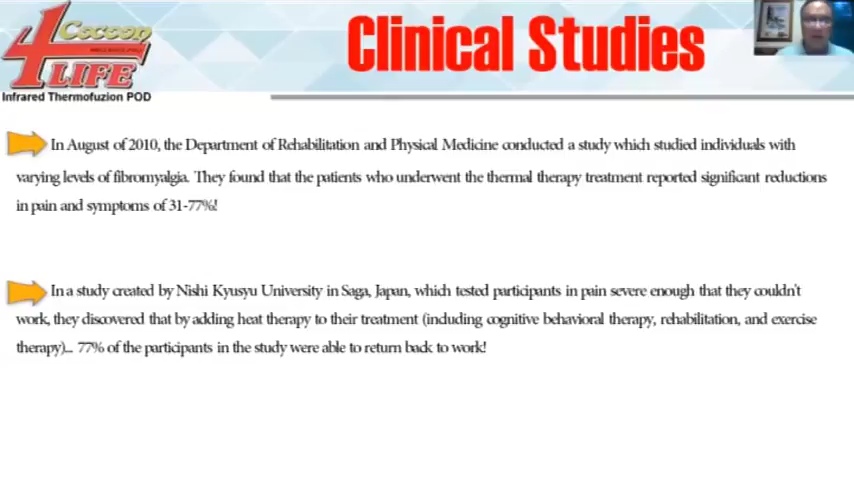 Clinical Studies
Cocoon
4
LIFE
Infrared Thermofuzion POD
In August of 2010, the Department of Rehabilitation and Physical Medicine conducted a study which studied individuals with
varying levels of fibromyalgia. They found that the patients who underwent the thermal therapy treatment reported significant reductions
in pain and symptoms of 31-77%!
In a study created by Nishi Kyusyu University in Saga, Japan, which tested participants in pain severe enough that they couldn't
work, they discovered that by adding heat therapy to their treatment (including cognitive behavioral therapy, rehabilitation, and exercise
therapy)... 77% of the participants in the study were able to return back to work!